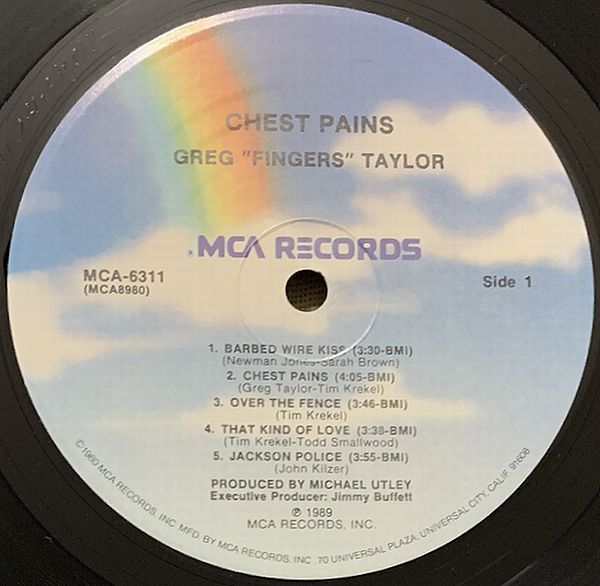 CHEST PAINS
GREG "FINGERS" TAYLOR
MCA RECORDS
MCA-6311
(MCA8980)
Side 1
1. BARBED WIRE KISS (3:30-BMI)
(Newman Jones-Sarah Brown)
2. CHEST PAINS (4:05-BMI)
(Greg Taylor-Tim Krekel)
3. OVER THE FENCE (3:46-BMI)
(Tim Krekel)
4. THAT KIND OF LOVE (3:38-BMI)
(Tim Krekel-Todd Smallwood)
5. JACKSON POLICE (3:55-BMI)
(John Kilzer)
PRODUCED BY MICHAEL UTLEY
Executive Producer: Jimmy Buffett
℗ 1989
MCA RECORDS, INC.
©1980 MCA RECORDS, INC. MFD. BY MCA RECORDS, INC., 70 UNIVERSAL PLAZA, UNIVERSAL CITY, CALIF. 91608